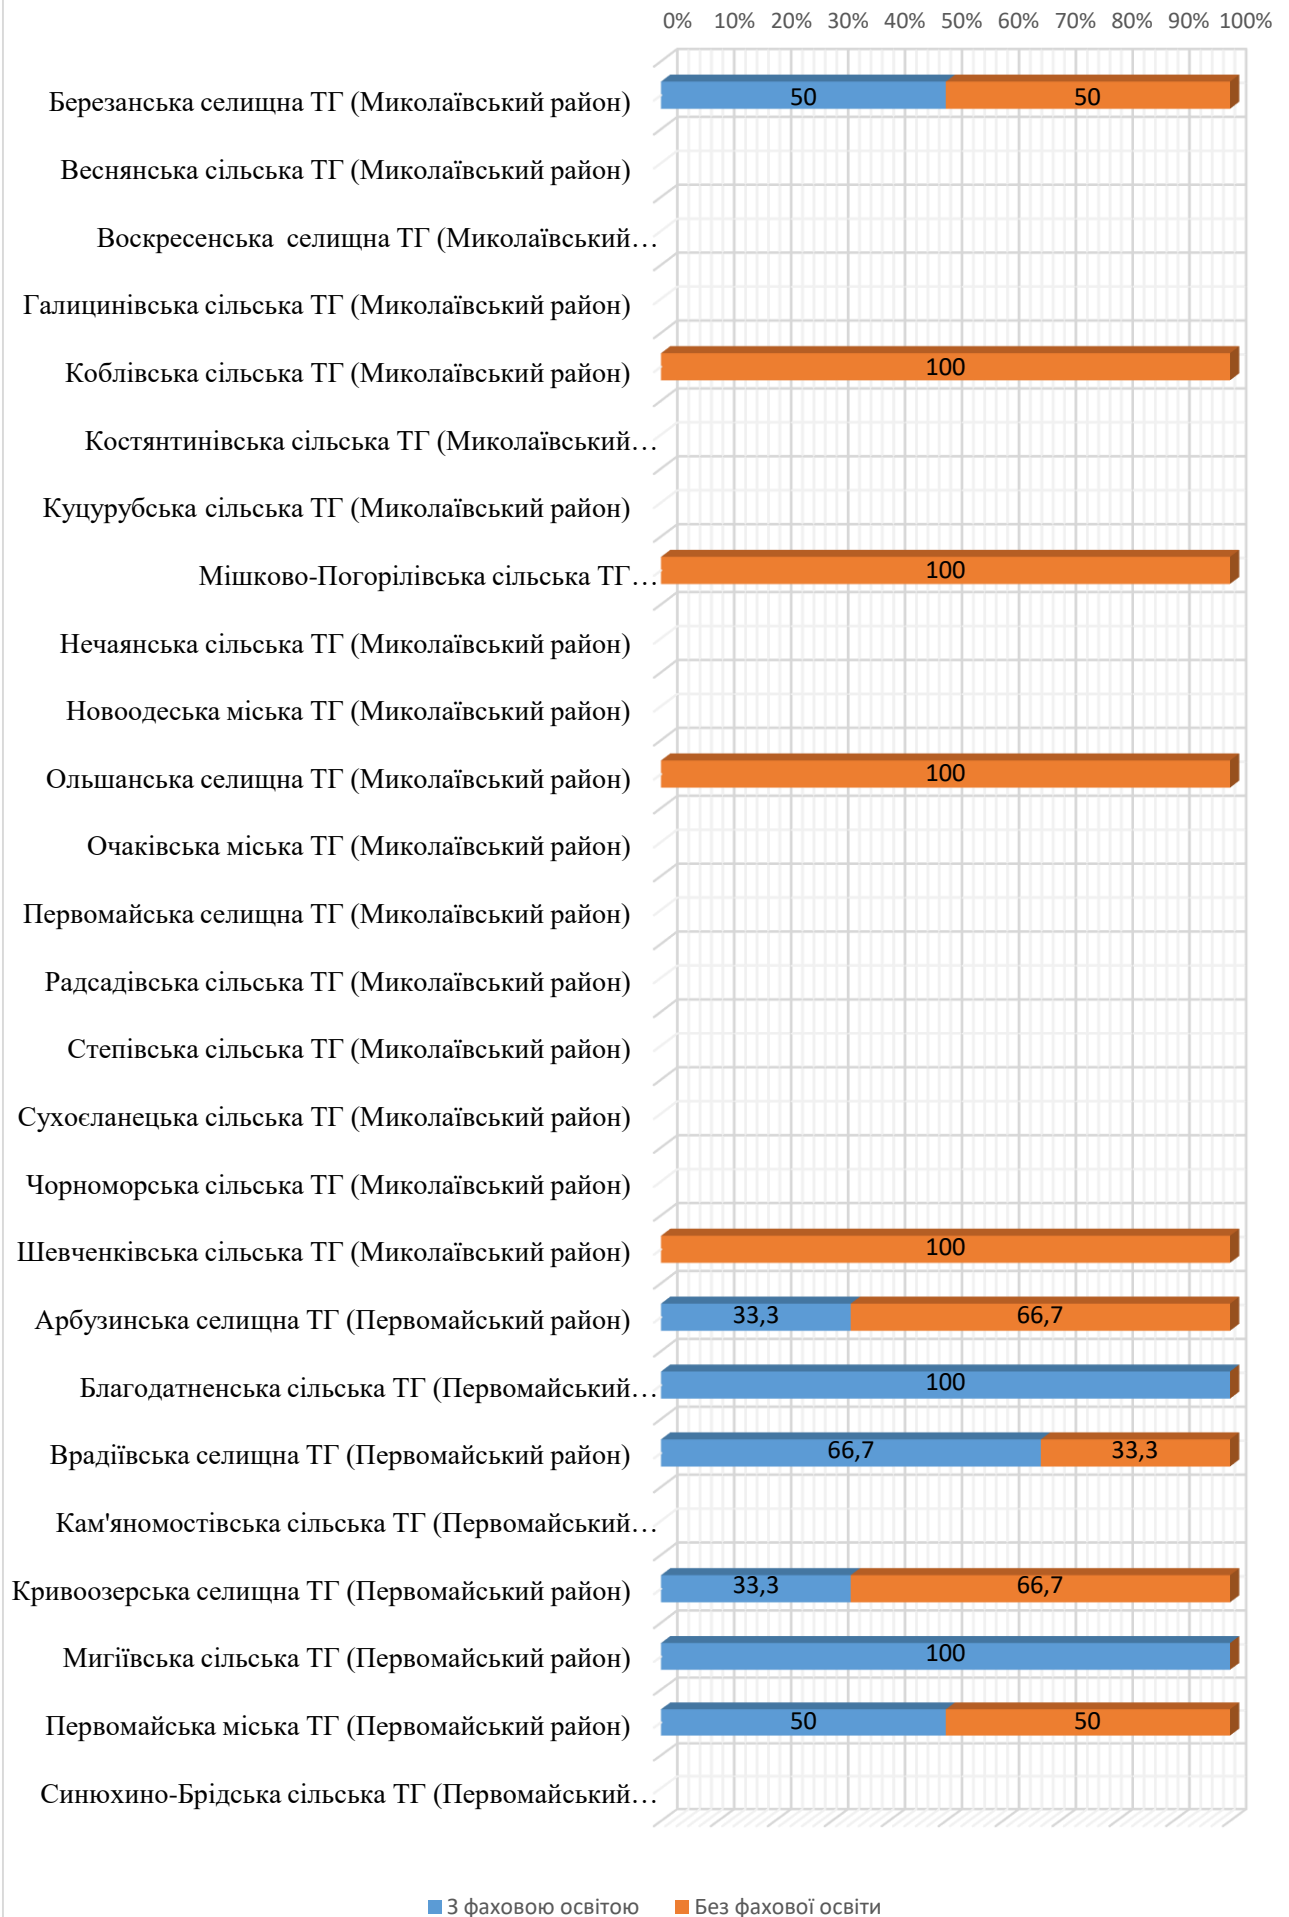 0% 10% 20% 30% 40% 50% 60% 70% 80% 90% 100%
Березанська селищна ТГ (Миколаївський район) 50 50
Веснянська сільська ТГ (Миколаївський район)
Воскресенська селищна ТГ (Миколаївський…
Галицинівська сільська ТГ (Миколаївський район)
Коблівська сільська ТГ (Миколаївський район) 100
Костянтинівська сільська ТГ (Миколаївський…
Куцурубська сільська ТГ (Миколаївський район)
Мішково-Погорілівська сільська ТГ… 100
Нечаянська сільська ТГ (Миколаївський район)
Новоодеська міська ТГ (Миколаївський район)
Ольшанська селищна ТГ (Миколаївський район) 100
Очаківська міська ТГ (Миколаївський район)
Первомайська селищна ТГ (Миколаївський район)
Радсадівська сільська ТГ (Миколаївський район)
Степівська сільська ТГ (Миколаївський район)
Сухоєланецька сільська ТГ (Миколаївський район)
Чорноморська сільська ТГ (Миколаївський район)
Шевченківська сільська ТГ (Миколаївський район) 100
Арбузинська селищна ТГ (Первомайський район) 33,3 66,7
Благодатненська сільська ТГ (Первомайський… 100
Врадіївська селищна ТГ (Первомайський район) 66,7 33,3
Кам'яномостівська сільська ТГ (Первомайський…
Кривоозерська селищна ТГ (Первомайський район) 33,3 66,7
Мигіївська сільська ТГ (Первомайський район) 100
Первомайська міська ТГ (Первомайський район) 50 50
Синюхино-Брідська сільська ТГ (Первомайський…
З фаховою освітою Без фахової освіти